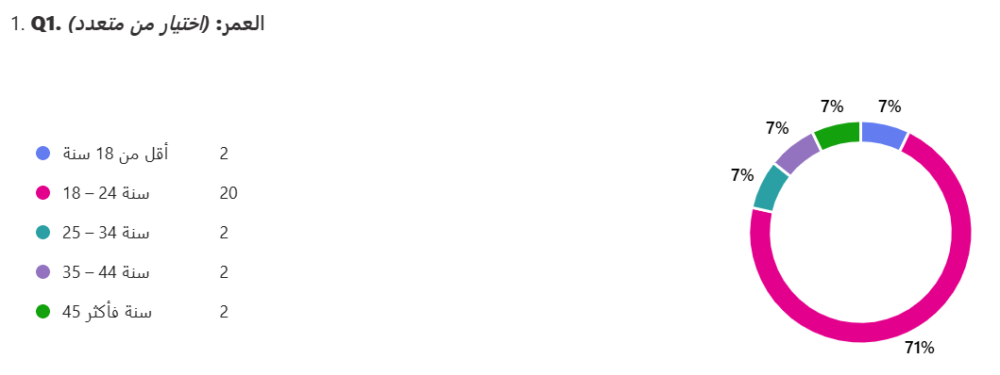 1. Q1. العمر: (اختيار من متعدد)
أقل من 18 سنة 2
18 – 24 سنة 20
25 – 34 سنة 2
35 – 44 سنة 2
45 سنة فأكثر 2
7%
7%
7%
7%
71%